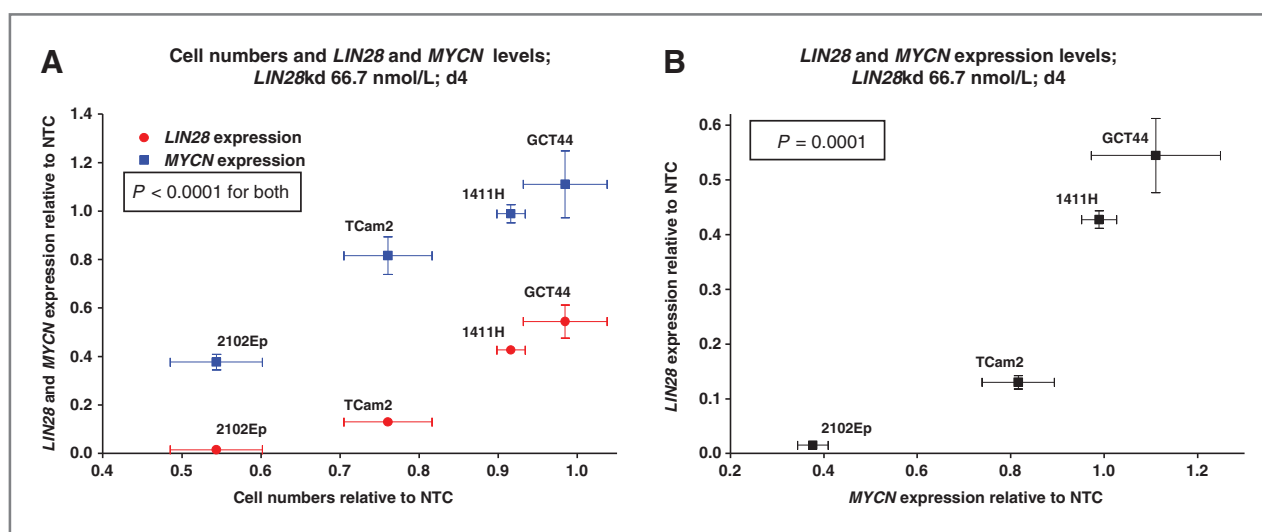 A
Cell numbers and LIN28 and MYCN levels;
LIN28kd 66.7 nmol/L; d4
LIN28 and MYCN expression relative to NTC
1.4
1.2
1.0
0.8
0.6
0.4
0.2
0.0
LIN28 expression
MYCN expression
P < 0.0001 for both
GCT44
1411H
TCam2
2102Ep
GCT44
1411H
TCam2
2102Ep
0.4 0.5 0.6 0.7 0.8 0.9 1.0
Cell numbers relative to NTC
B
LIN28 and MYCN expression levels;
LIN28kd 66.7 nmol/L; d4
LIN28 expression relative to NTC
0.6
0.5
0.4
0.3
0.2
0.1
0.0
P = 0.0001
GCT44
1411H
TCam2
2102Ep
0.2 0.4 0.6 0.8 1.0 1.2
MYCN expression relative to NTC